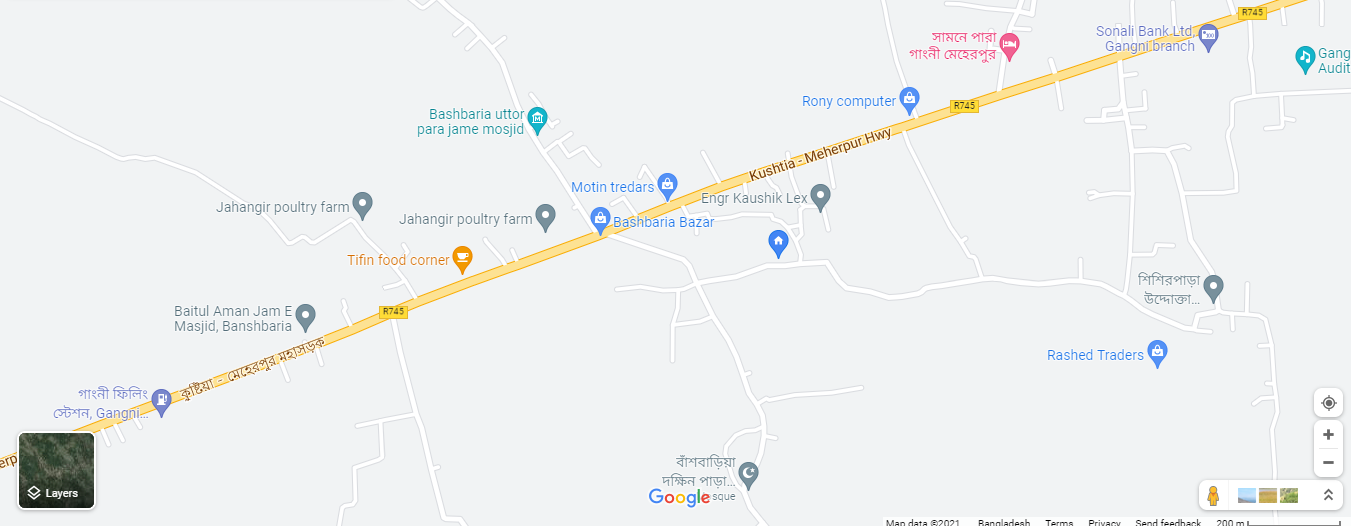 R745
Sonali Bank Ltd,
Gangni branch
সামনে পারা
গাংনী মেহেরপুর
Gang
Audit
Rony computer
R745
Bashbaria uttor
para jame mosjid
Kushtia - Meherpur Hwy
Motin tredars
Engr Kaushik Lex
Jahangir poultry farm
Jahangir poultry farm
Bashbaria Bazar
Tifin food corner
শিশিরপাড়া
উদ্দোক্তা...
Baitul Aman Jam E
Masjid, Banshbaria
R745
কুষ্টিয়া - মেহেরপুর মহাসড়ক
Rashed Traders
গাংনী ফিলিং
স্টেশন, Gangni...
erp
বাঁশবাড়িয়া
দক্ষিন পাড়া...
sque
Google
Layers
Map data ©2021 Bangladesh Terms Privacy Send feedback 200 m